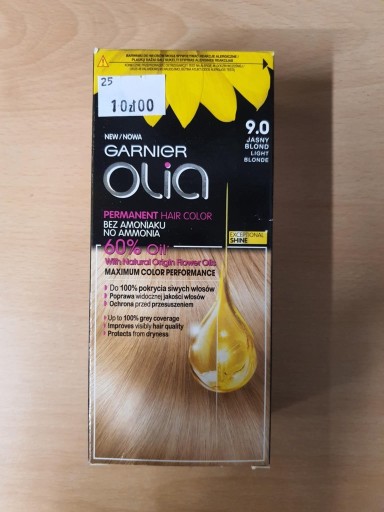 25
10zł00
9.0
JASNY
BLOND
LIGHT
BLONDE
NEW / NOWA
GARNIER
OLIA
PERMANENT HAIR COLOR
BEZ AMONIAKU
NO AMMONIA
60% Oil
With Natural Origin Flower Oils
MAXIMUM COLOR PERFORMANCE
EXCEPTIONAL
SHINE
Do 100% pokrycia siwych włosów
Poprawa widocznej jakości włosów
Ochrona przed przesuszeniem
Up to 100% grey coverage
Improves visibly hair quality
Protects from dryness